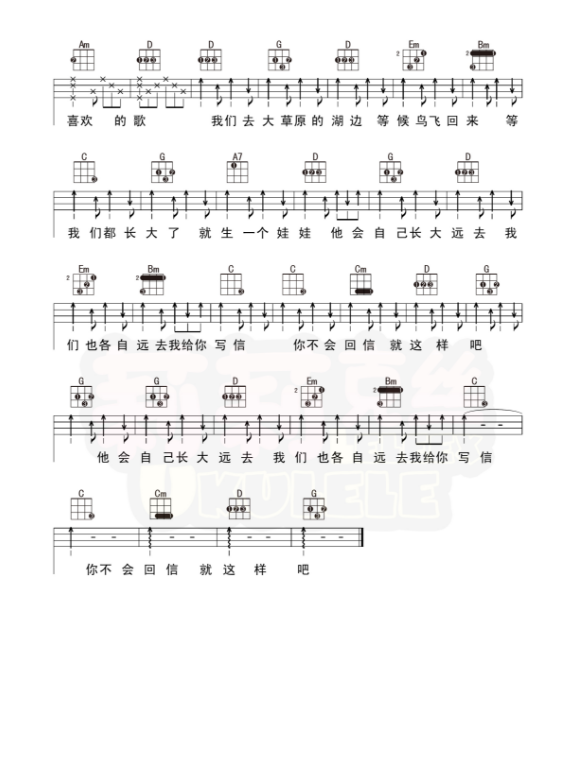 Am D D G D Em Bm
喜欢 的歌 我们 去 大 草原 的 湖边 等 候 鸟飞 回 来 等
C G A7 D G D
我 们都 长 大 了 就 生 一个 娃 娃 他 会 自 己长 大 远 去 我
Em Bm C C Cm D G
们 也各自 远 去我给你 写信 你不 会回 信 就 这 样 吧
G G D Em Bm C
他 会 自 己长 大 远去 我 们 也各自 远 去我给你 写信
C Cm D G
你不 会 回 信 就 这 样 吧
UKULELE